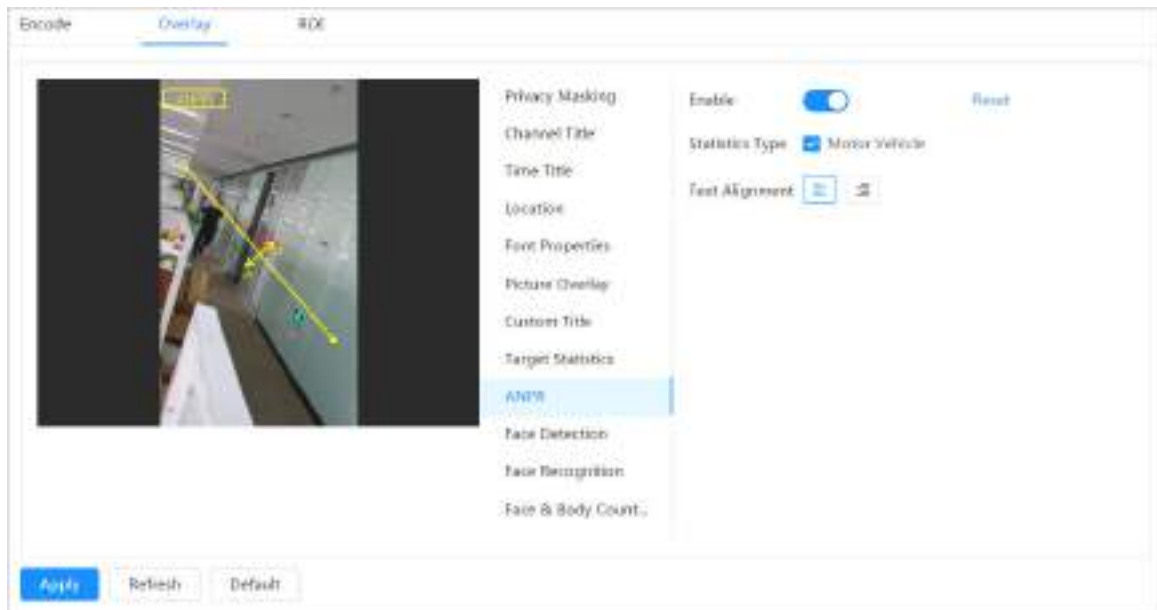 Encode Overlay ROI
Privacy Masking
Channel Title
Time Title
Location
Font Properties
Picture Overlay
Custom Title
Target Statistics
ANPR
Face Detection
Face Recognition
Face & Body Count...
Enable Reset
Statistics Type Motor Vehicle
Text Alignment
Apply Refresh Default